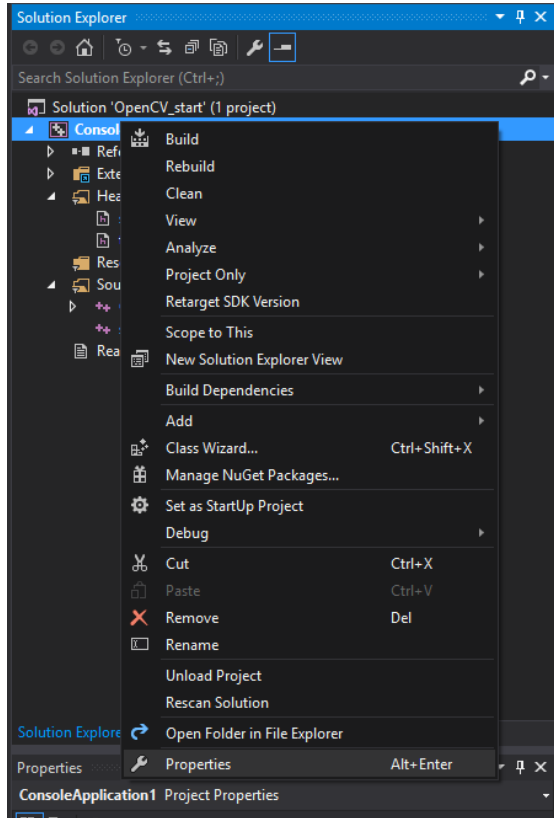 Solution Explorer
Search Solution Explorer (Ctrl+;)
Solution 'OpenCV_start' (1 project)
Consol
Refe
Exte
Hea
Res
Sou
Rea
Build
Rebuild
Clean
View
Analyze
Project Only
Retarget SDK Version
Scope to This
New Solution Explorer View
Build Dependencies
Add
Class Wizard... Ctrl+Shift+X
Manage NuGet Packages...
Set as StartUp Project
Debug
Cut Ctrl+X
Paste Ctrl+V
Remove Del
Rename
Unload Project
Rescan Solution
Open Folder in File Explorer
Properties Alt+Enter
Solution Explore
Properties
ConsoleApplication1 Project Properties